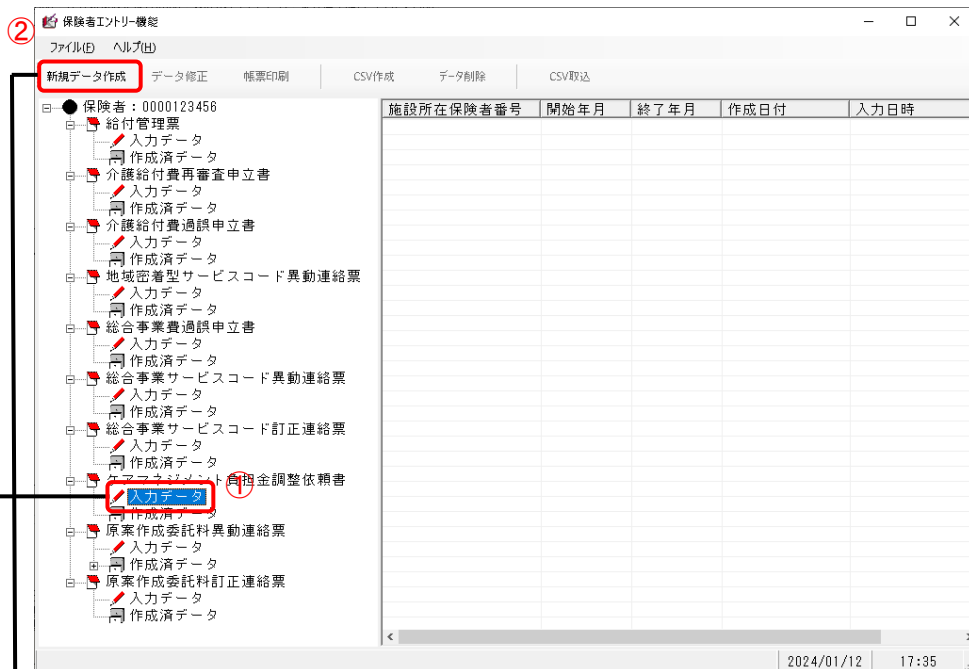 ②
保険者エントリー機能
ファイル(F) ヘルプ(H)
新規データ作成 データ修正 帳票印刷 CSV作成 データ削除 CSV取込
保険者:0000123456
施設所在保険者番号 開始年月 終了年月 作成日付 入力日時
給付管理票
入力データ
作成済データ
介護給付費再審査申立書
入力データ
作成済データ
介護給付費過誤申立書
入力データ
作成済データ
地域密着型サービスコード異動連絡票
入力データ
作成済データ
総合事業費過誤申立書
入力データ
作成済データ
総合事業サービスコード異動連絡票
入力データ
作成済データ
総合事業サービスコード訂正連絡票
入力データ
作成済データ
ケアマネジメント負担金調整依頼書
①
入力データ
作成済データ
原案作成委託料異動連絡票
入力データ
作成済データ
原案作成委託料訂正連絡票
入力データ
作成済データ
2024/01/12 17:35